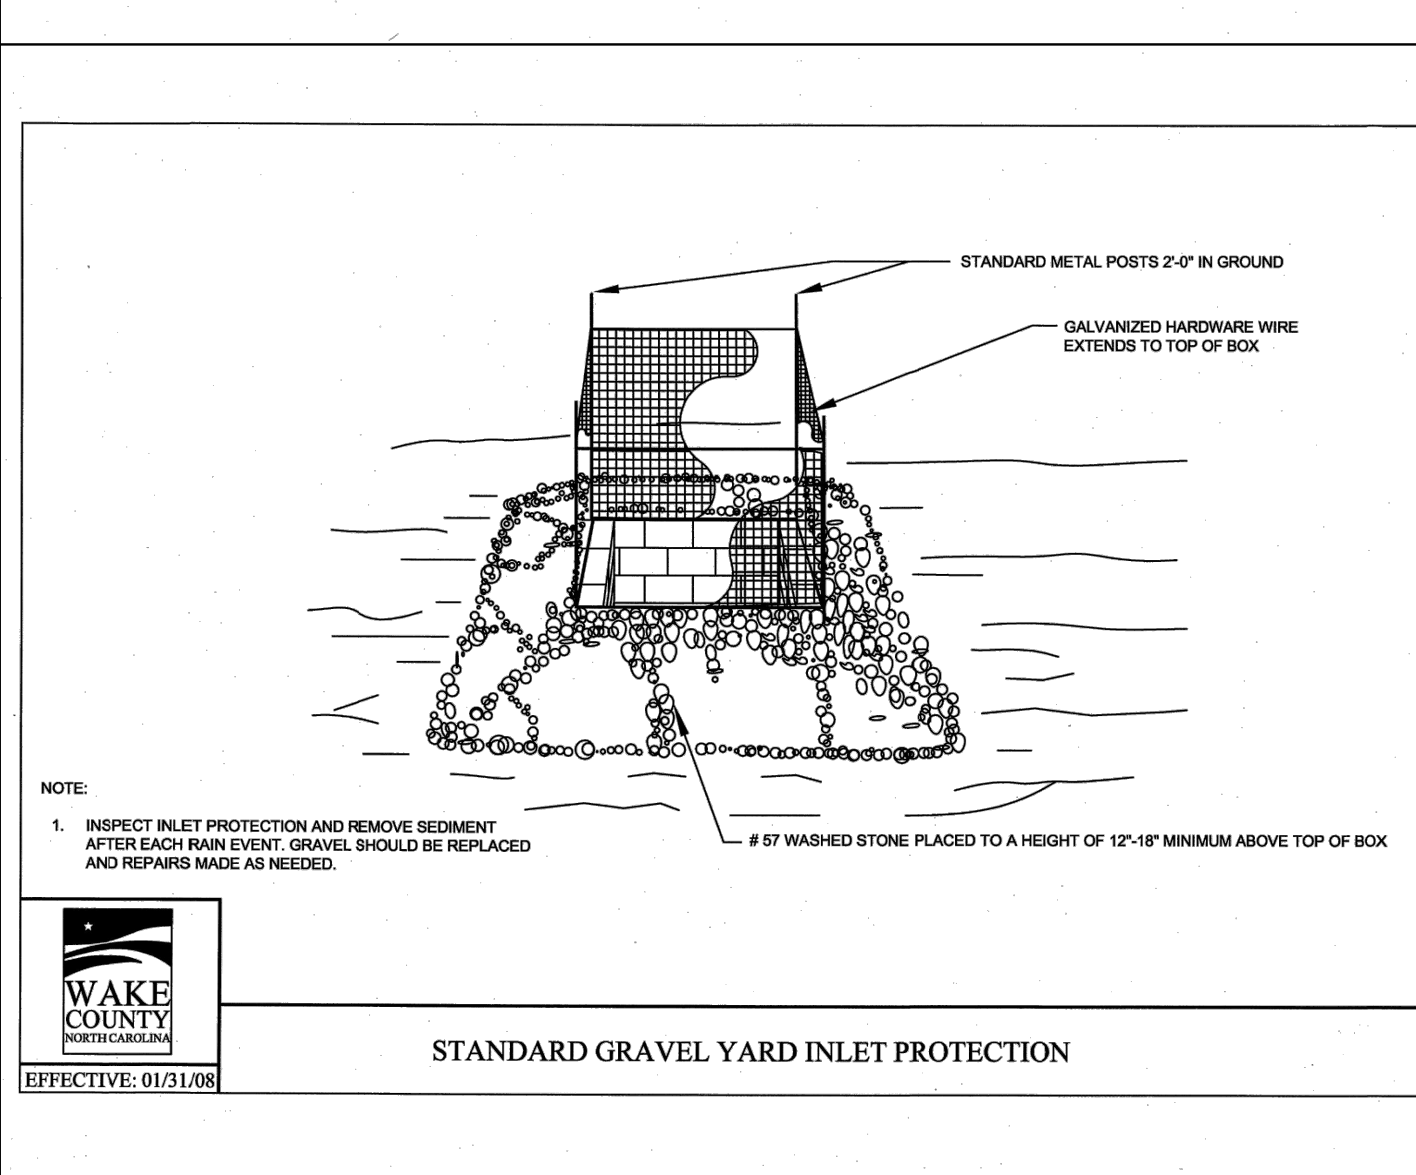 STANDARD METAL POSTS 2'-0" IN GROUND
GALVANIZED HARDWARE WIRE
EXTENDS TO TOP OF BOX
NOTE:
1. INSPECT INLET PROTECTION AND REMOVE SEDIMENT
AFTER EACH RAIN EVENT. GRAVEL SHOULD BE REPLACED
AND REPAIRS MADE AS NEEDED.
# 57 WASHED STONE PLACED TO A HEIGHT OF 12"-18" MINIMUM ABOVE TOP OF BOX
WAKE
COUNTY
NORTH CAROLINA
EFFECTIVE: 01/31/08
STANDARD GRAVEL YARD INLET PROTECTION